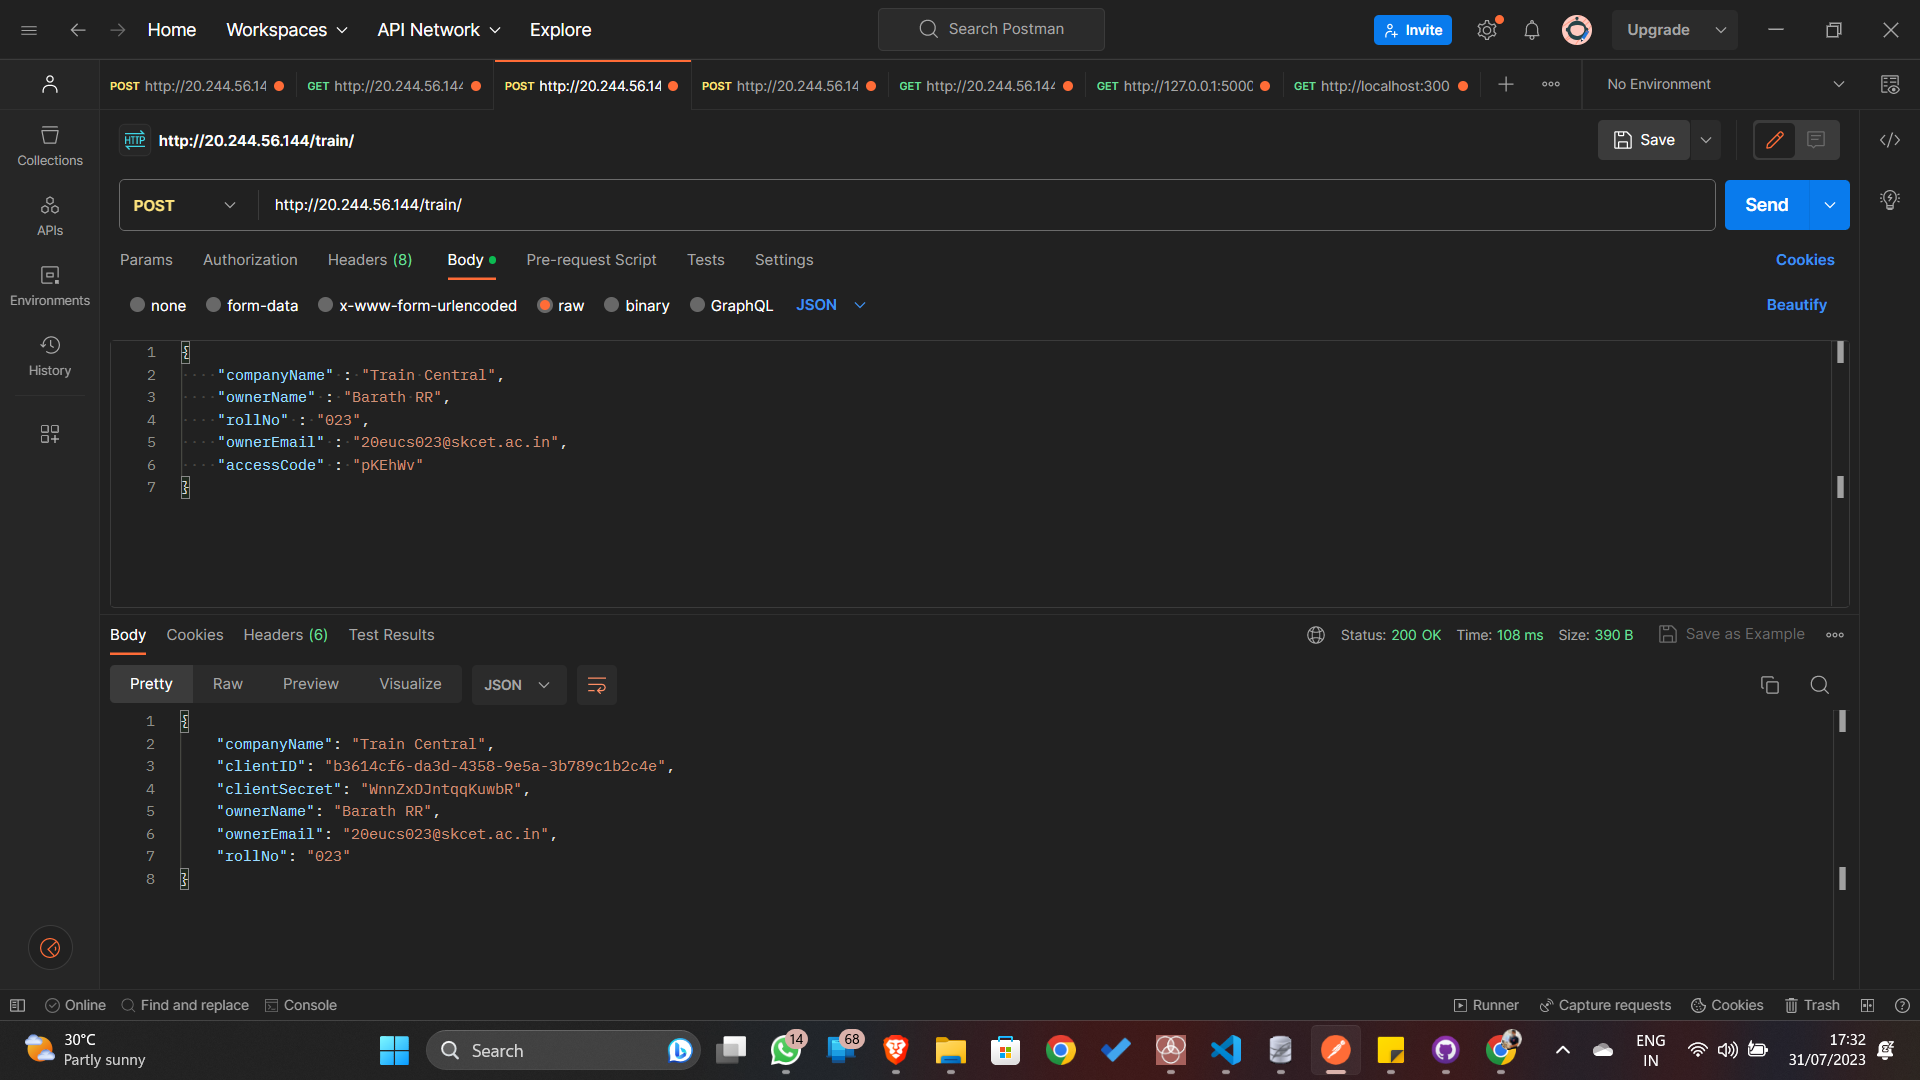 Home Workspaces API Network Explore Search Postman Invite Upgrade
POST http://20.244.56.14 GET http://20.244.56.144 POST http://20.244.56.14 POST http://20.244.56.14 GET http://20.244.56.144 GET http://127.0.0.1:5000 GET http://localhost:300 No Environment
HTTP http://20.244.56.144/train/ Save
Collections
APIs
Environments
History
POST http://20.244.56.144/train/ Send
Params Authorization Headers (8) Body Pre-request Script Tests Settings Cookies
none form-data x-www-form-urlencoded raw binary GraphQL JSON Beautify
1 {
2 "companyName" : "Train Central",
3 "ownerName" : "Barath RR",
4 "rollNo" : "023",
5 "ownerEmail" : "20eucs023@skcet.ac.in",
6 "accessCode" : "pKEhWv"
7 }
Body Cookies Headers (6) Test Results Status: 200 OK Time: 108 ms Size: 390 B Save as Example
Pretty Raw Preview Visualize JSON
1 {
2 "companyName": "Train Central",
3 "clientID": "b3614cf6-da3d-4358-9e5a-3b789c1b2c4e",
4 "clientSecret": "WnnZxDJntqqKuwbR",
5 "ownerName": "Barath RR",
6 "ownerEmail": "20eucs023@skcet.ac.in",
7 "rollNo": "023"
8 }
Online Find and replace Console Runner Capture requests Cookies Trash
30°C
Partly sunny
Search
14
68
ENG
IN
17:32
31/07/2023